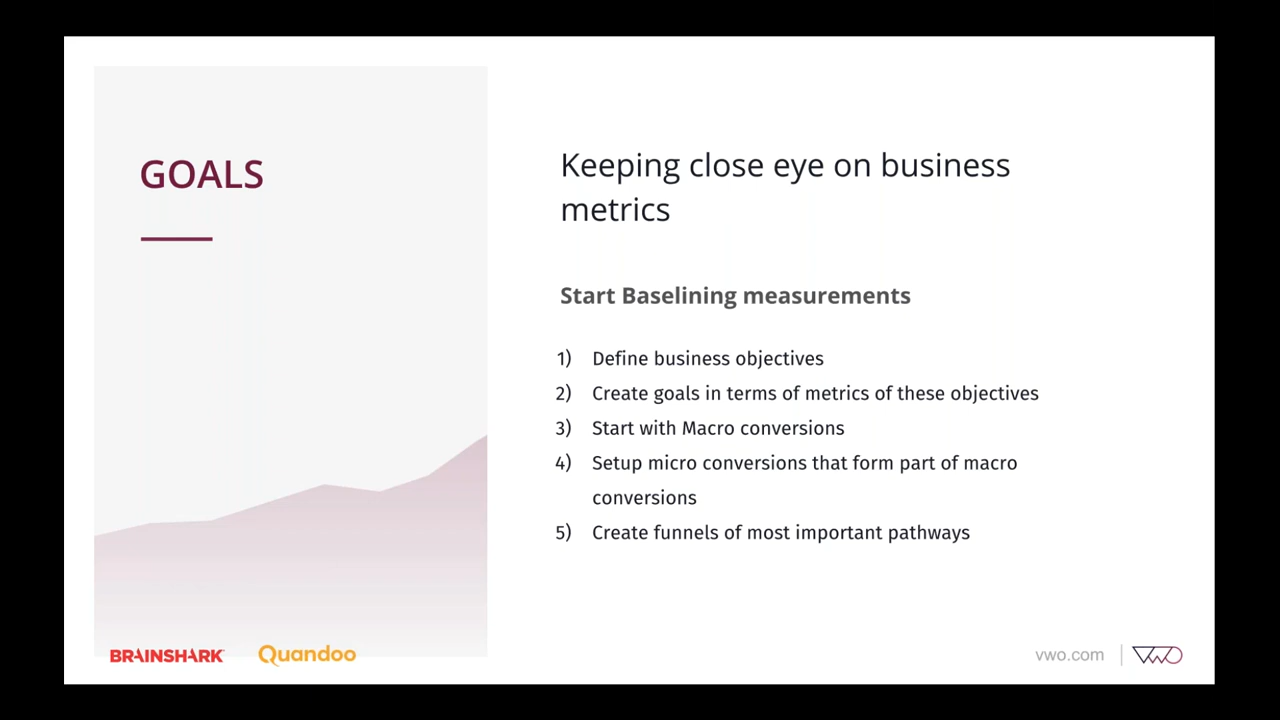 GOALS
Keeping close eye on business
metrics
Start Baselining measurements
1) Define business objectives
2) Create goals in terms of metrics of these objectives
3) Start with Macro conversions
4) Setup micro conversions that form part of macro
conversions
5) Create funnels of most important pathways
BRAINSHARK
Quandoo
vwo.com
VWO